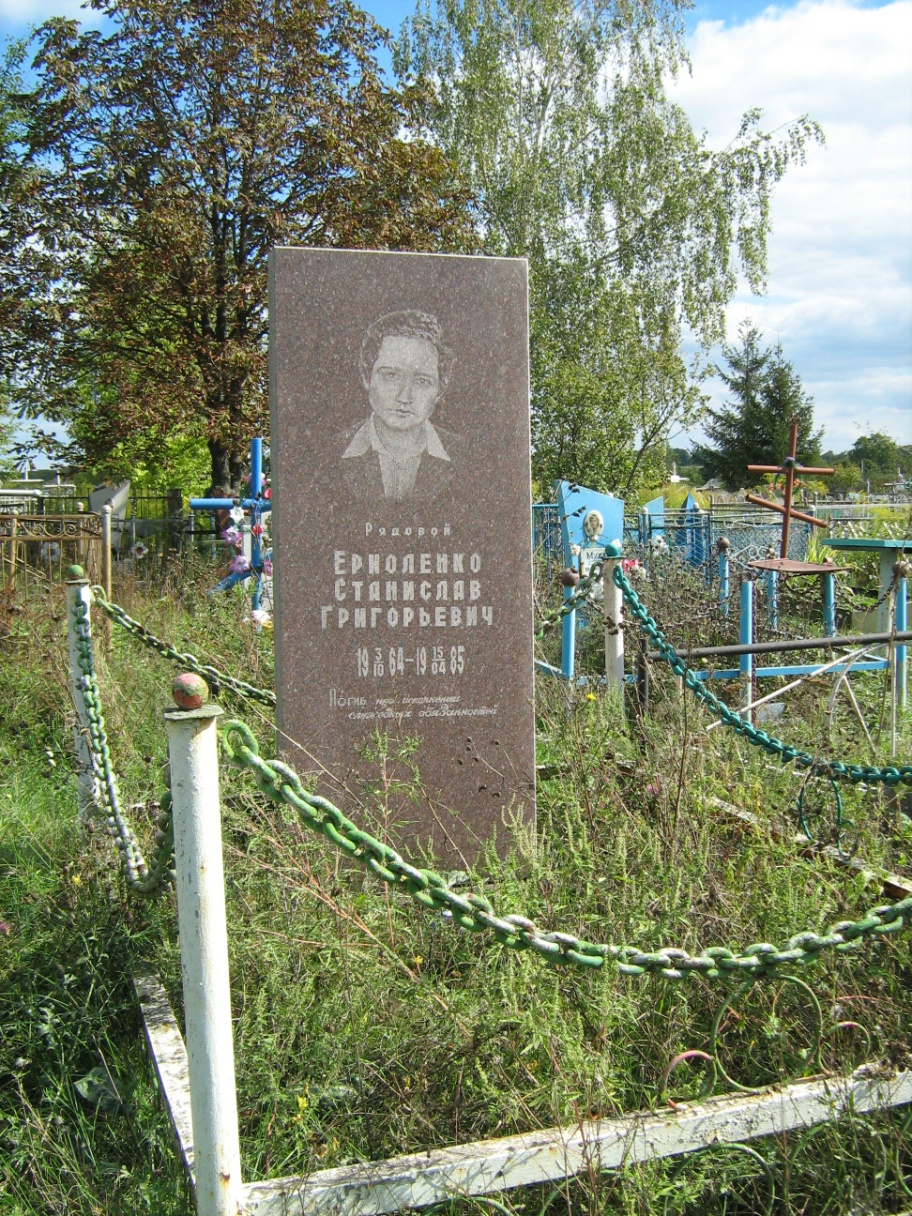 Рядовой
Ермоленко
Станислав
Григорьевич
19 3/10 64–19 15/04 85
Погиб при исполнении
служебных обязанностей